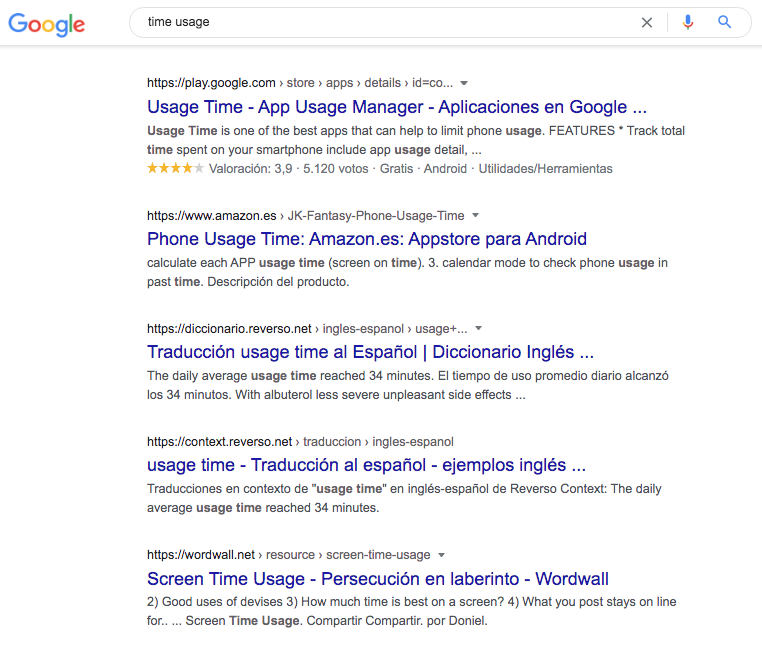 Google
time usage
https://play.google.com › store › apps › details › id=co...
Usage Time - App Usage Manager - Aplicaciones en Google ...
Usage Time is one of the best apps that can help to limit phone usage. FEATURES * Track total
time spent on your smartphone include app usage detail, ...
Valoración: 3,9 · 5.120 votos · Gratis · Android · Utilidades/Herramientas
https://www.amazon.es › JK-Fantasy-Phone-Usage-Time
Phone Usage Time: Amazon.es: Appstore para Android
calculate each APP usage time (screen on time). 3. calendar mode to check phone usage in
past time. Descripción del producto.
https://diccionario.reverso.net › ingles-espanol › usage+...
Traducción usage time al Español | Diccionario Inglés ...
The daily average usage time reached 34 minutes. El tiempo de uso promedio diario alcanzó
los 34 minutos. With albuterol less severe unpleasant side effects ...
https://context.reverso.net › traduccion › ingles-espanol
usage time - Traducción al español - ejemplos inglés ...
Traducciones en contexto de "usage time" en inglés-español de Reverso Context: The daily
average usage time reached 34 minutes.
https://wordwall.net › resource › screen-time-usage
Screen Time Usage - Persecución en laberinto - Wordwall
2) Good uses of devises 3) How much time is best on a screen? 4) What you post stays on line
for.. ... Screen Time Usage. Compartir Compartir. por Doniel.